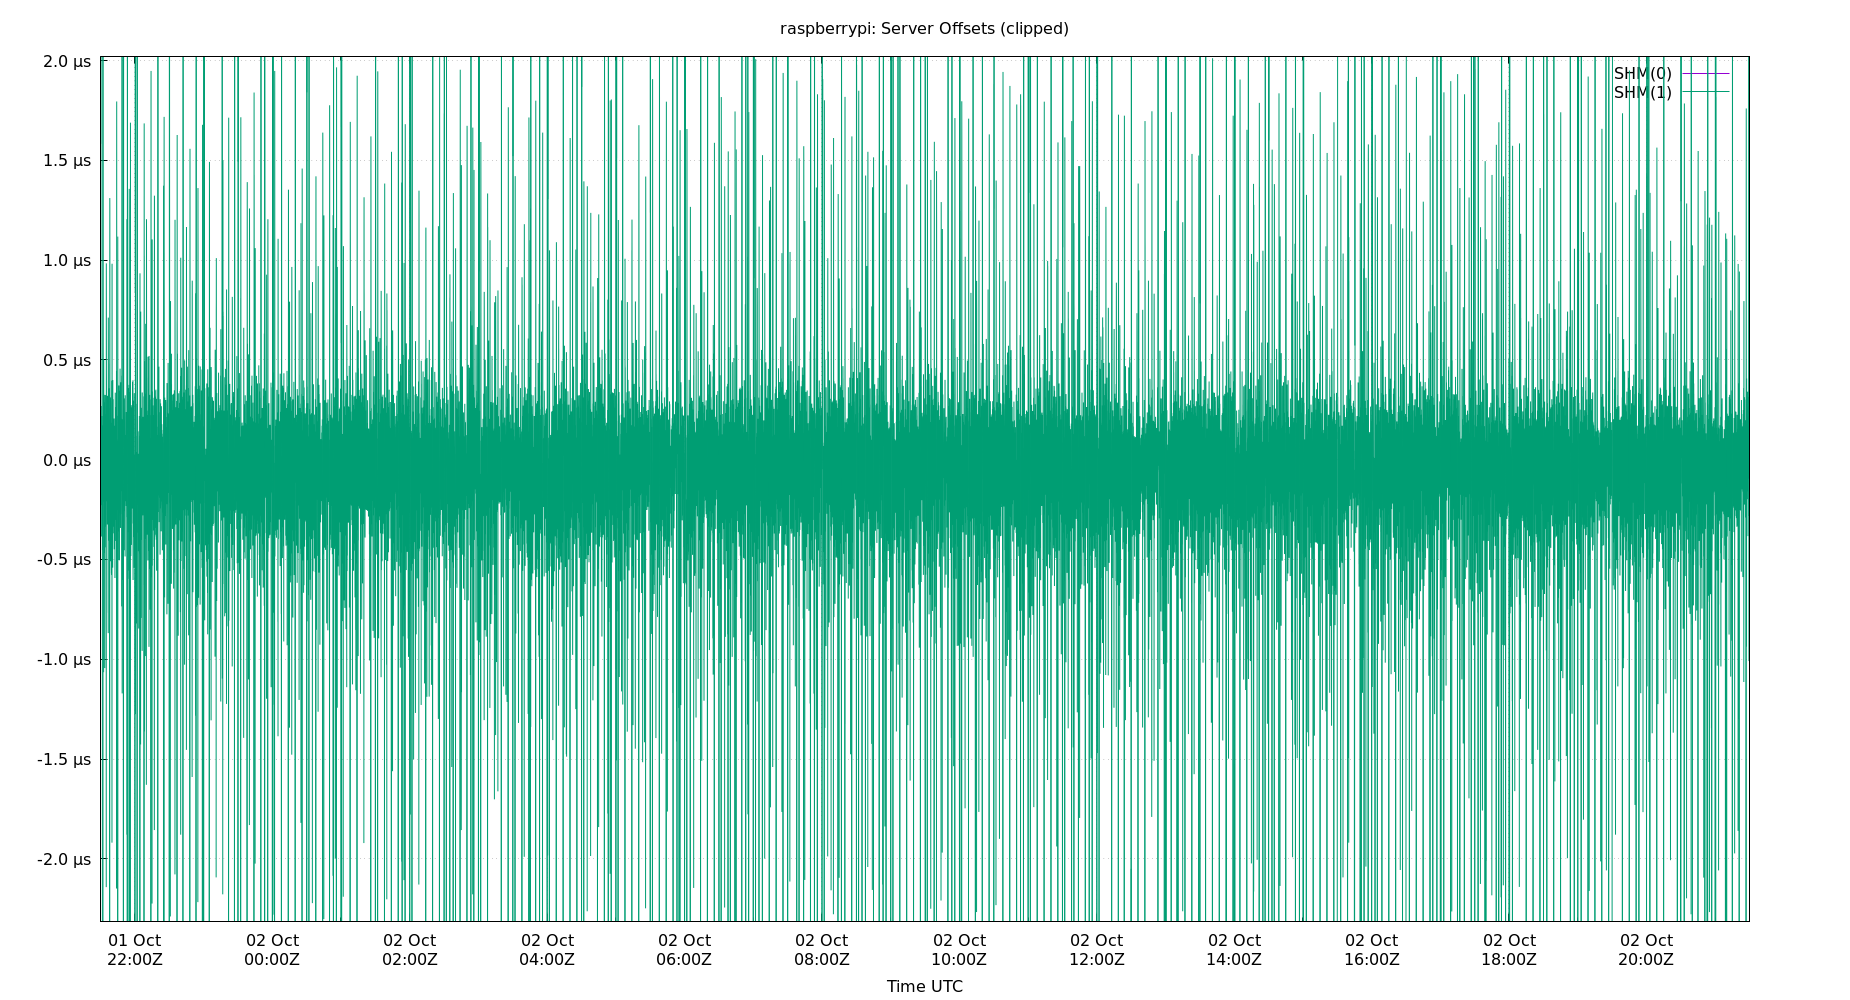 raspberrypi: Server Offsets (clipped)
2.0 µs
1.5 µs
1.0 µs
0.5 µs
0.0 µs
-0.5 µs
-1.0 µs
-1.5 µs
-2.0 µs
SHM(0)
SHM(1)
01 Oct 02 Oct 02 Oct 02 Oct 02 Oct 02 Oct 02 Oct 02 Oct 02 Oct 02 Oct 02 Oct 02 Oct
22:00Z 00:00Z 02:00Z 04:00Z 06:00Z 08:00Z 10:00Z 12:00Z 14:00Z 16:00Z 18:00Z 20:00Z
Time UTC